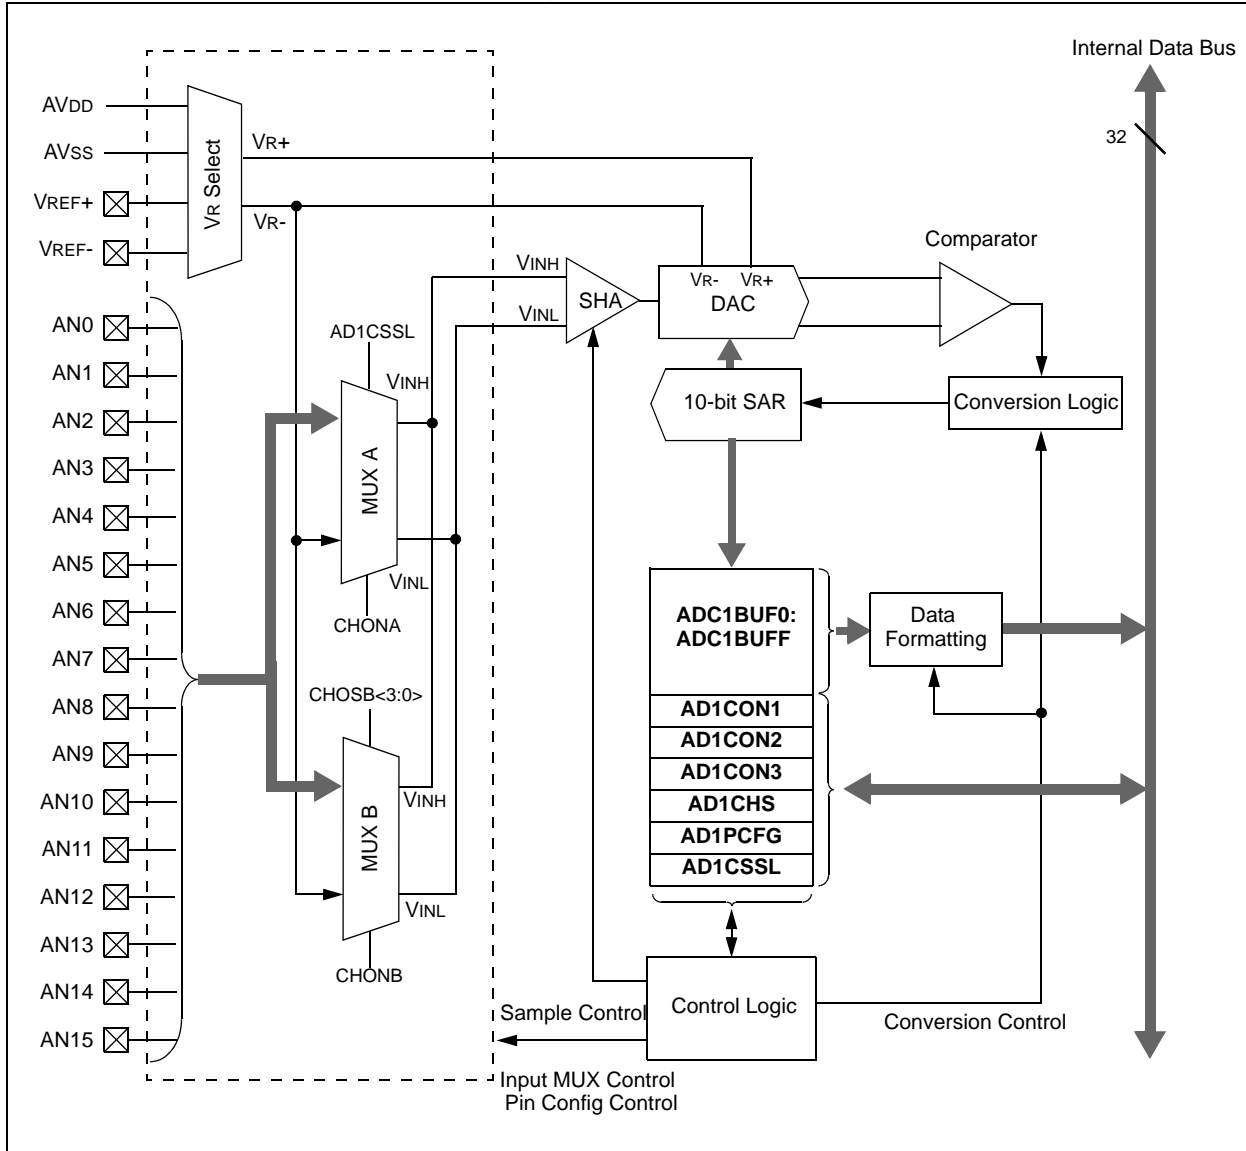 Internal Data Bus
AVDD
AVSS
VREF+
VREF-
VR Select
VR+
VR-
32
Comparator
VINH
VINL
SHA
VR- VR+
DAC
AN0
AN1
AN2
AN3
AN4
AN5
AN6
AN7
AN8
AN9
AN10
AN11
AN12
AN13
AN14
AN15
AD1CSSL
VINH
MUX A
VINL
CHONA
CHOSB<3:0>
VINH
MUX B
VINL
CHONB
10-bit SAR
Conversion Logic
ADC1BUF0:
ADC1BUFF
Data
Formatting
AD1CON1
AD1CON2
AD1CON3
AD1CHS
AD1PCFG
AD1CSSL
Control Logic
Sample Control
Conversion Control
Input MUX Control
Pin Config Control